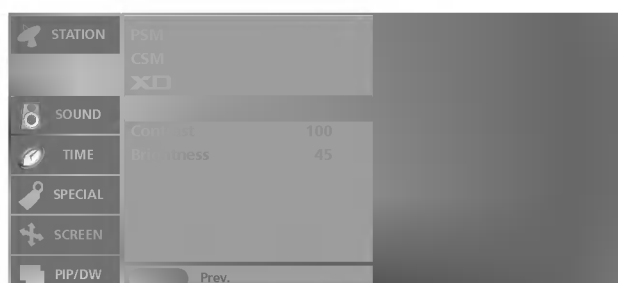 STATION
PSM
CSM
XD
SOUND
Contrast 100
TIME
Brightness 45
SPECIAL
SCREEN
PIP/DW
Prev.